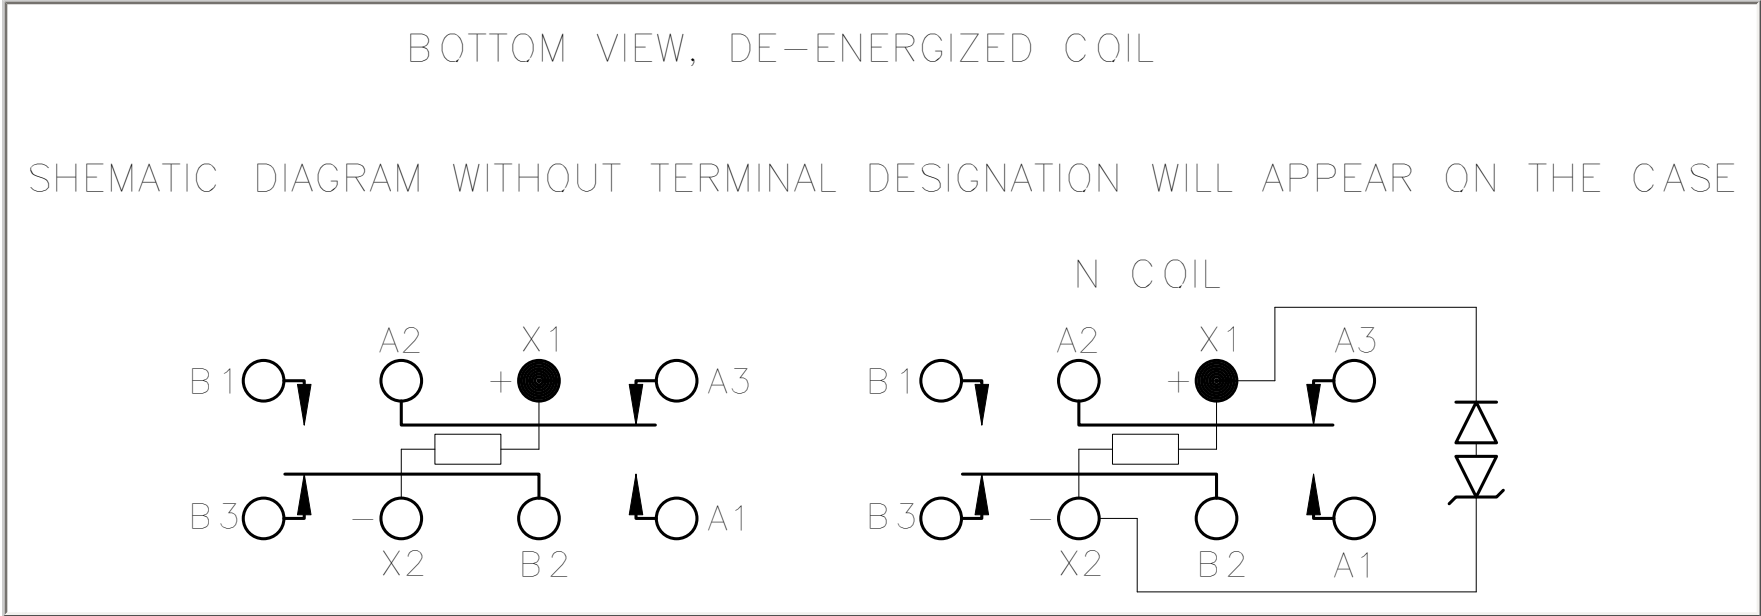 BOTTOM VIEW, DE-ENERGIZED COIL
SHEMATIC DIAGRAM WITHOUT TERMINAL DESIGNATION WILL APPEAR ON THE CASE
N COIL
A2 X1
B1 + A3
B3 - A1
X2 B2
A2 X1 A3
B1 +
B3 -
X2 B2 A1